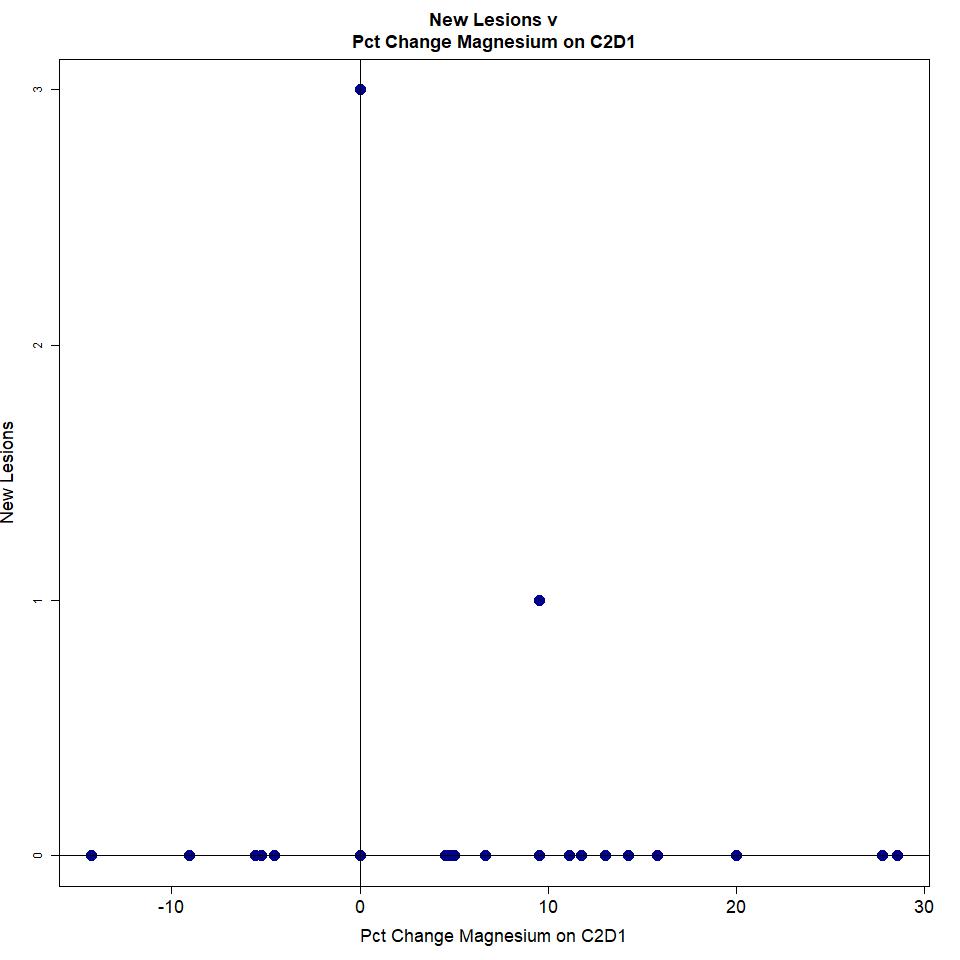 New Lesions v
Pct Change Magnesium on C2D1
3
2
1
0
New Lesions
-10 0 10 20 30
Pct Change Magnesium on C2D1